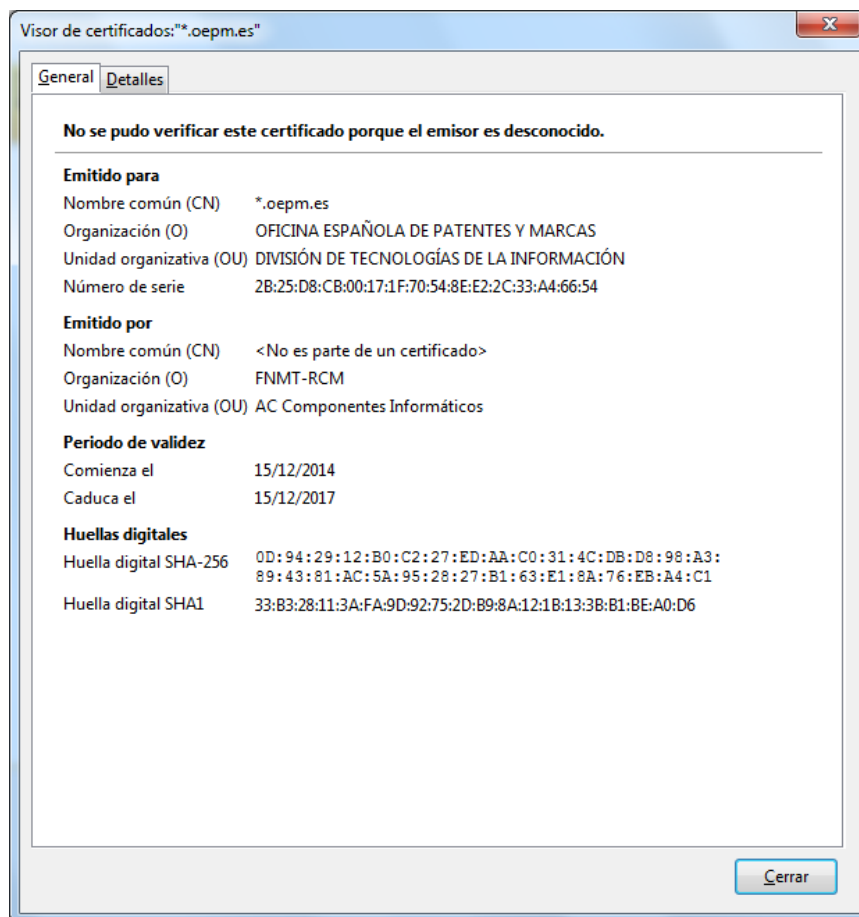 Visor de certificados:"*.oepm.es"
General Detalles
No se pudo verificar este certificado porque el emisor es desconocido.
Emitido para
Nombre común (CN) *.oepm.es
Organización (O) OFICINA ESPAÑOLA DE PATENTES Y MARCAS
Unidad organizativa (OU) DIVISIÓN DE TECNOLOGÍAS DE LA INFORMACIÓN
Número de serie 2B:25:D8:CB:00:17:1F:70:54:8E:E2:2C:33:A4:66:54
Emitido por
Nombre común (CN) <No es parte de un certificado>
Organización (O) FNMT-RCM
Unidad organizativa (OU) AC Componentes Informáticos
Periodo de validez
Comienza el 15/12/2014
Caduca el 15/12/2017
Huellas digitales
Huella digital SHA-256 0D:94:29:12:B0:C2:27:ED:AA:C0:31:4C:DB:D8:98:A3:
89:43:81:AC:5A:95:28:27:B1:63:E1:8A:76:EB:A4:C1
Huella digital SHA1 33:B3:28:11:3A:FA:9D:92:75:2D:B9:8A:12:1B:13:3B:B1:BE:A0:D6
Cerrar